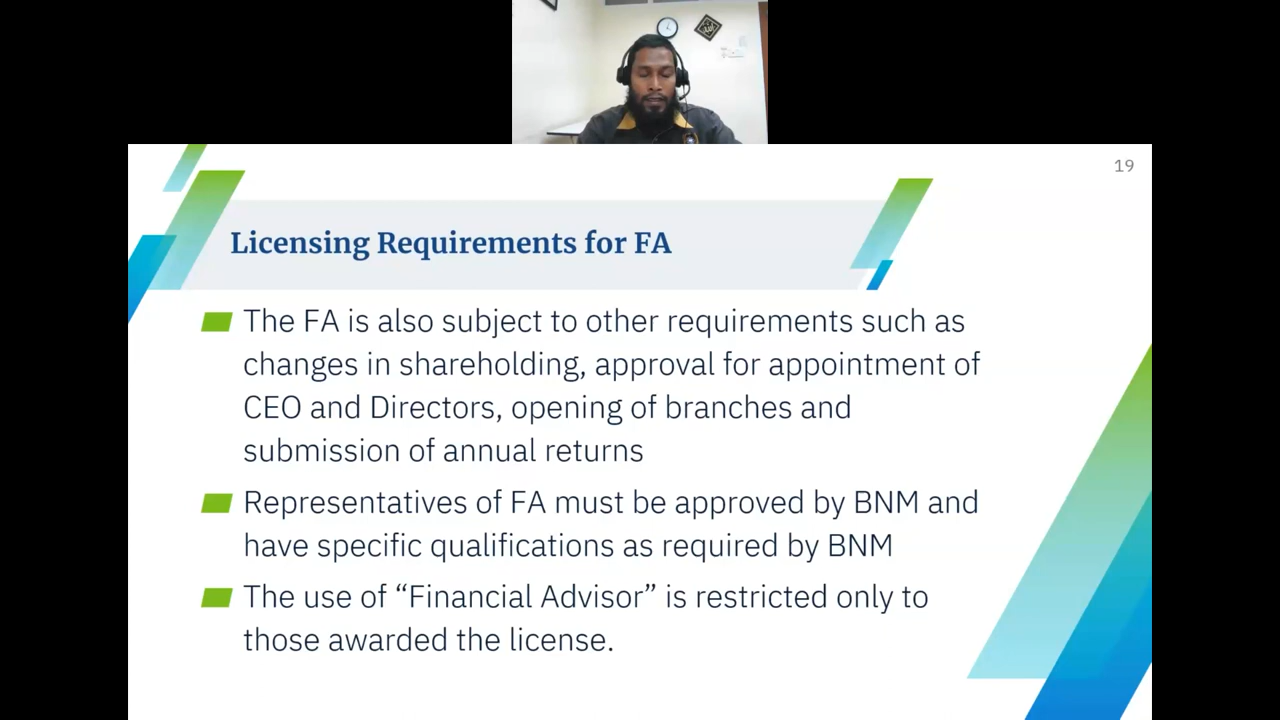 19
Licensing Requirements for FA
The FA is also subject to other requirements such as
changes in shareholding, approval for appointment of
CEO and Directors, opening of branches and
submission of annual returns
Representatives of FA must be approved by BNM and
have specific qualifications as required by BNM
The use of “Financial Advisor” is restricted only to
those awarded the license.